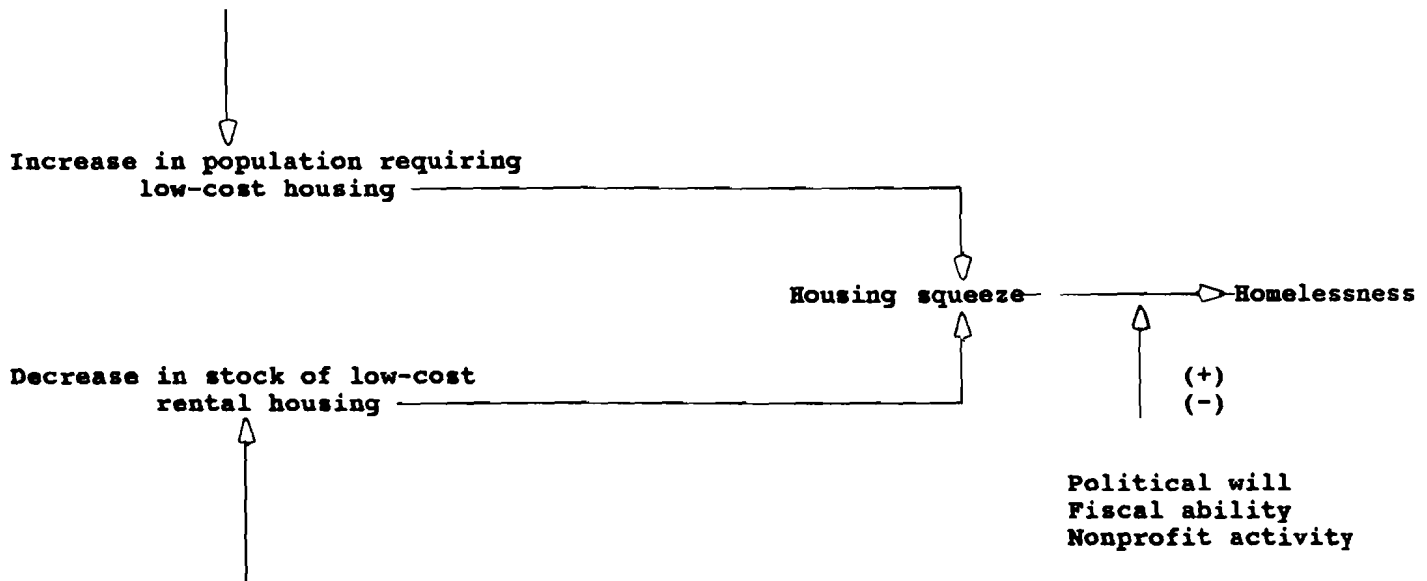 Increase in population requiring
low-cost housing
Housing squeeze
Homelessness
Decrease in stock of low-cost
rental housing
(+)
(-)
Political will
Fiscal ability
Nonprofit activity